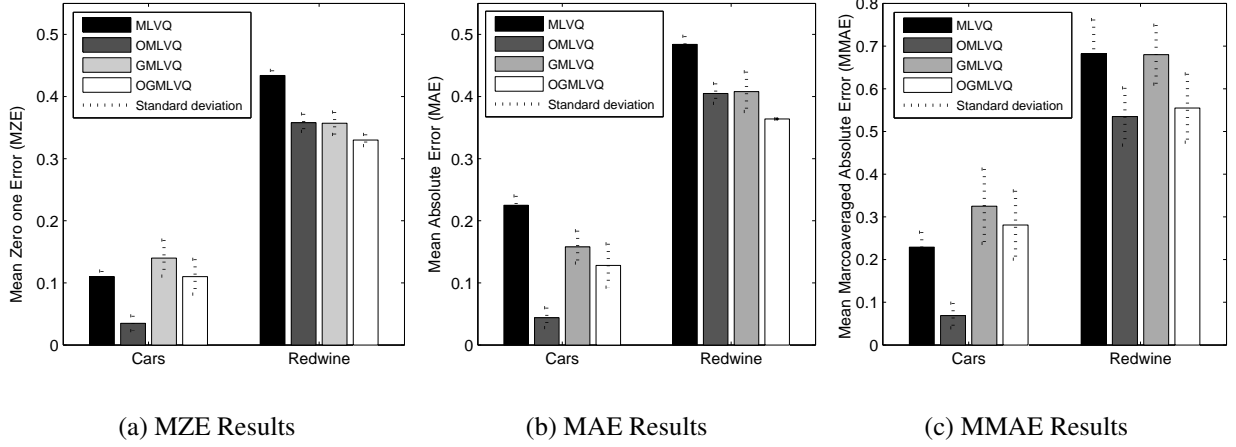 Mean Zero one Error (MZE)
0.5
0.4
0.3
0.2
0.1
0
MLVQ
OMLVQ
GMLVQ
OGMLVQ
Standard deviation
Cars
Redwine
(a) MZE Results
Mean Absolute Error (MAE)
0.5
0.4
0.3
0.2
0.1
0
MLVQ
OMLVQ
GMLVQ
OGMLVQ
Standard deviation
Cars
Redwine
(b) MAE Results
Mean Marcoaveraged Absolute Error (MMAE)
0.8
0.7
0.6
0.5
0.4
0.3
0.2
0.1
0
MLVQ
OMLVQ
GMLVQ
OGMLVQ
Standard deviation
Cars
Redwine
(c) MMAE Results